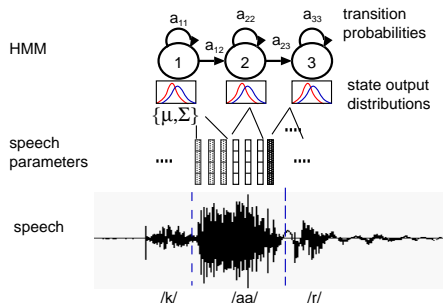 a11 a22 a33 transition
probabilities
HMM
a12 a23
1 2 3
state output
distributions
{μ,Σ}
speech
parameters
speech
/k/ /aa/ /r/